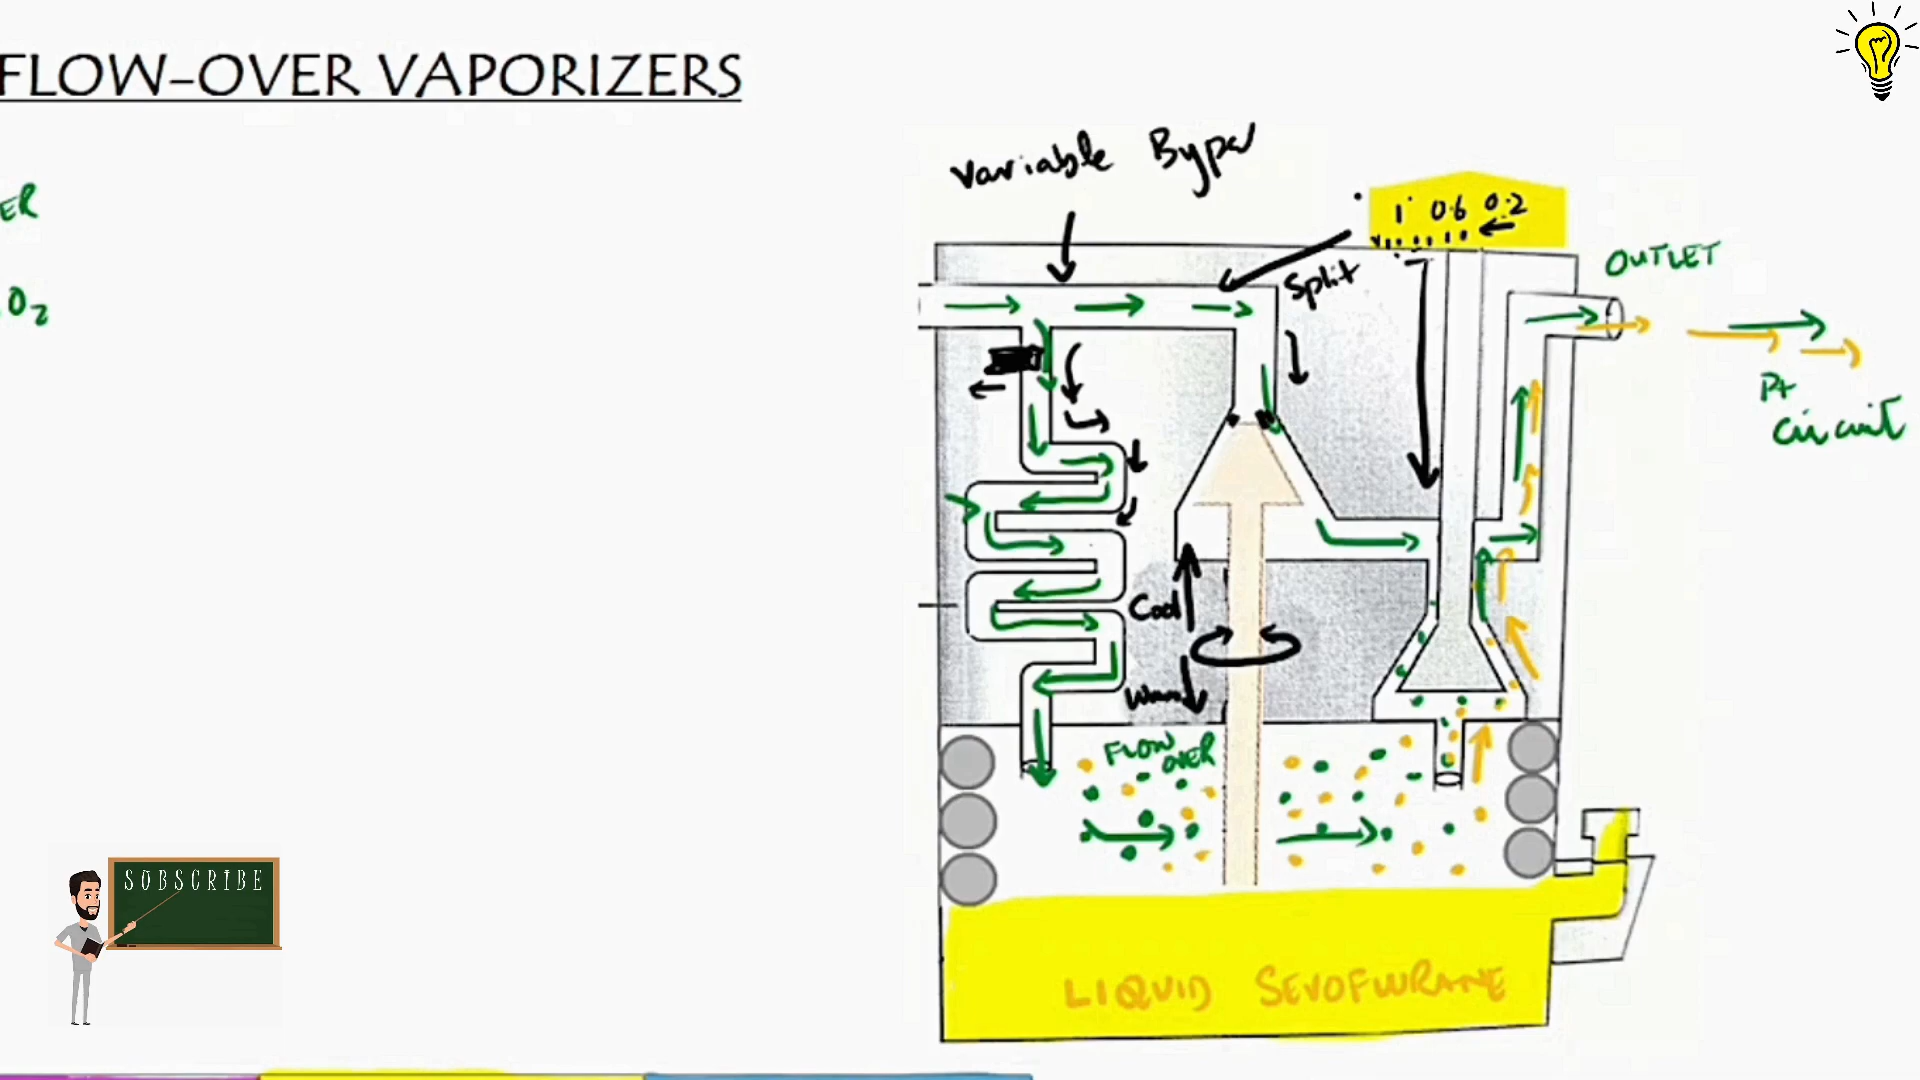 FLOW-OVER VAPORIZERS
ER
O2
Variable Bypa
1 0.6 0.2
Split
OUTLET
Pt
circuit
Cool
Warm
FLOW
OVER
SUBSCRIBE
LIQUID SEVOFLURANE